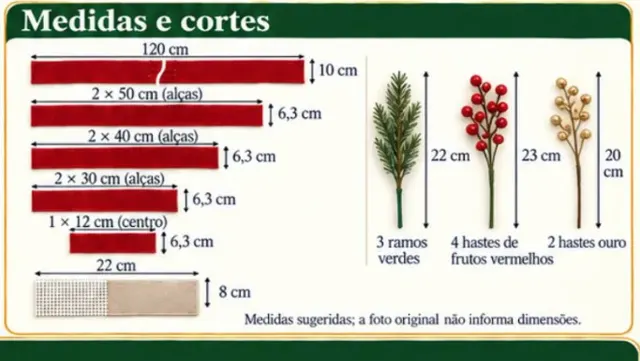 Medidas e cortes
120 cm
10 cm
2 × 50 cm (alças)
6,3 cm
2 × 40 cm (alças)
6,3 cm
2 × 30 cm (alças)
6,3 cm
1 × 12 cm (centro)
6,3 cm
22 cm
8 cm
22 cm
3 ramos
verdes
23 cm
4 hastes de
frutos vermelhos
20
cm
2 hastes ouro
Medidas sugeridas; a foto original não informa dimensões.